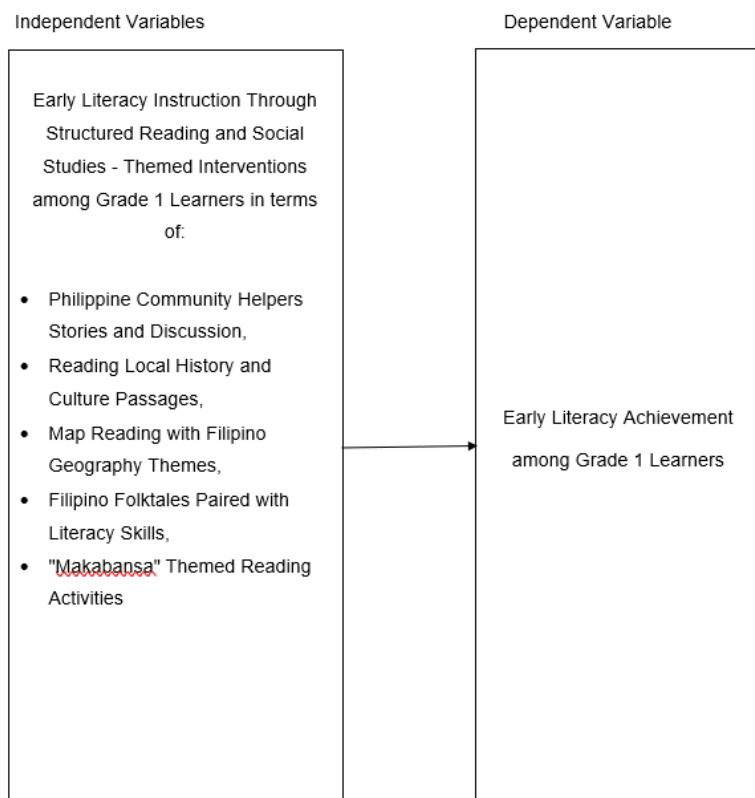 Independent Variables
Dependent Variable
Early Literacy Instruction Through
Structured Reading and Social
Studies - Themed Interventions
among Grade 1 Learners in terms
of:
• Philippine Community Helpers
Stories and Discussion,
• Reading Local History and
Culture Passages,
• Map Reading with Filipino
Geography Themes,
• Filipino Folktales Paired with
Literacy Skills,
• "Makabansa" Themed Reading
Activities
Early Literacy Achievement
among Grade 1 Learners